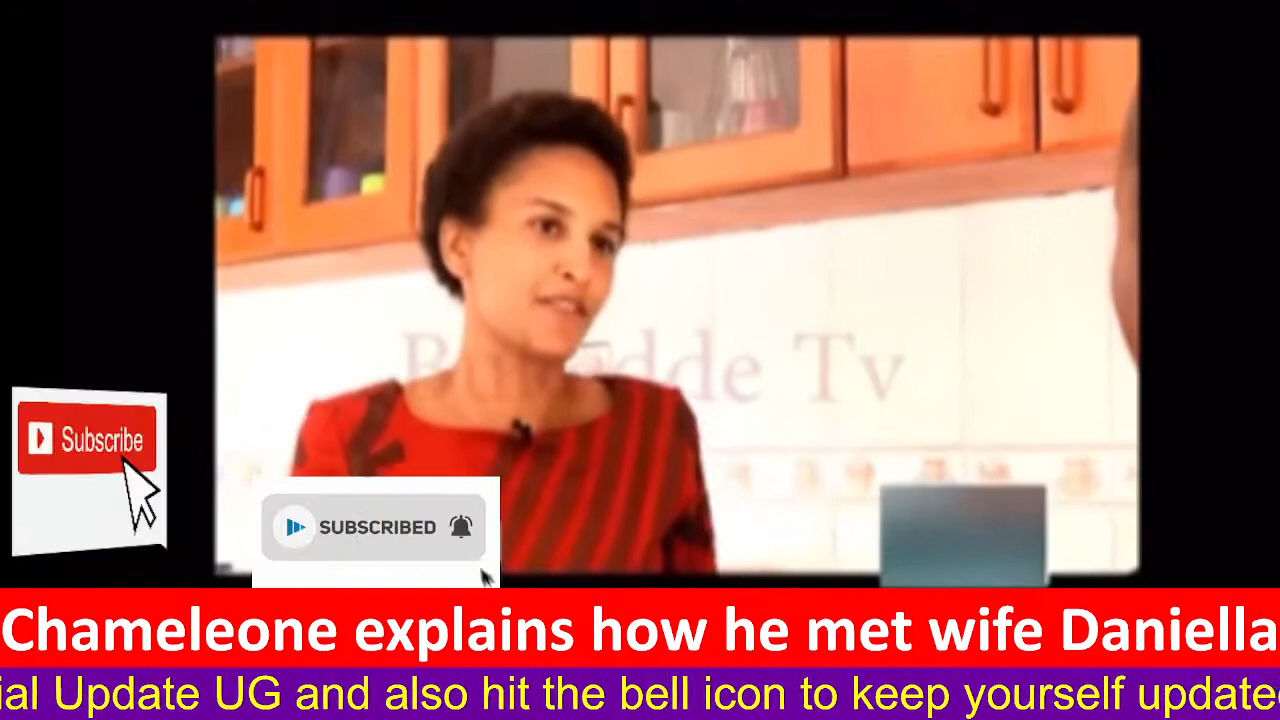 Tv
Subscribe
SUBSCRIBED
Chameleone explains how he met wife Daniella
ial Update UG and also hit the bell icon to keep yourself update